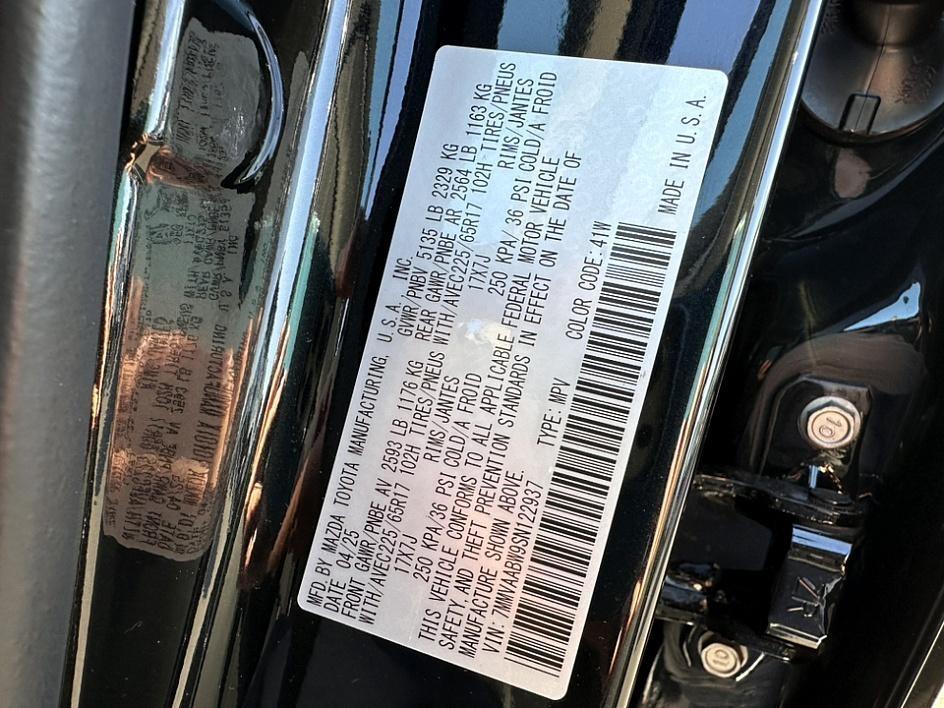 MFD. BY MAZDA TOYOTA MANUFACTURING, U.S.A. INC.
DATE 04/25 GVWR/PNBV 5135 LB 2329 KG
FRONT GAWR/PNBE AV 2593 LB 1176 KG REAR GAWR/PNBE AR 2564 LB 1163 KG
WITH/AVEC225/65R17 102H TIRES/PNEUS WITH/AVEC225/65R17 102H TIRES/PNEUS
17X7J RIMS/JANTES 17X7J RIMS/JANTES
250 KPA/36 PSI COLD/A FROID 250 KPA/ 36 PSI COLD/A FROID
THIS VEHICLE CONFORMS TO ALL APPLICABLE FEDERAL MOTOR VEHICLE
SAFETY AND THEFT PREVENTION STANDARDS IN EFFECT ON THE DATE OF
MANUFACTURE SHOWN ABOVE.
VIN: 7MMVAABW9SN122937 TYPE: MPV COLOR CODE:41W
MADE IN U.S.A.
10
10